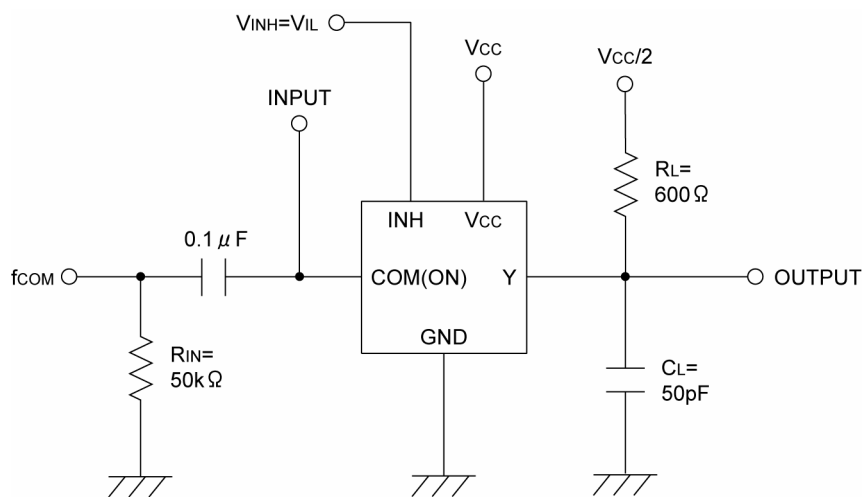 VINH=VIL
VCC
VCC/2
INPUT
RL=
600Ω
INH
VCC
0.1μF
fCOM
COM(ON)
Y
OUTPUT
GND
RIN=
50kΩ
CL=
50pF